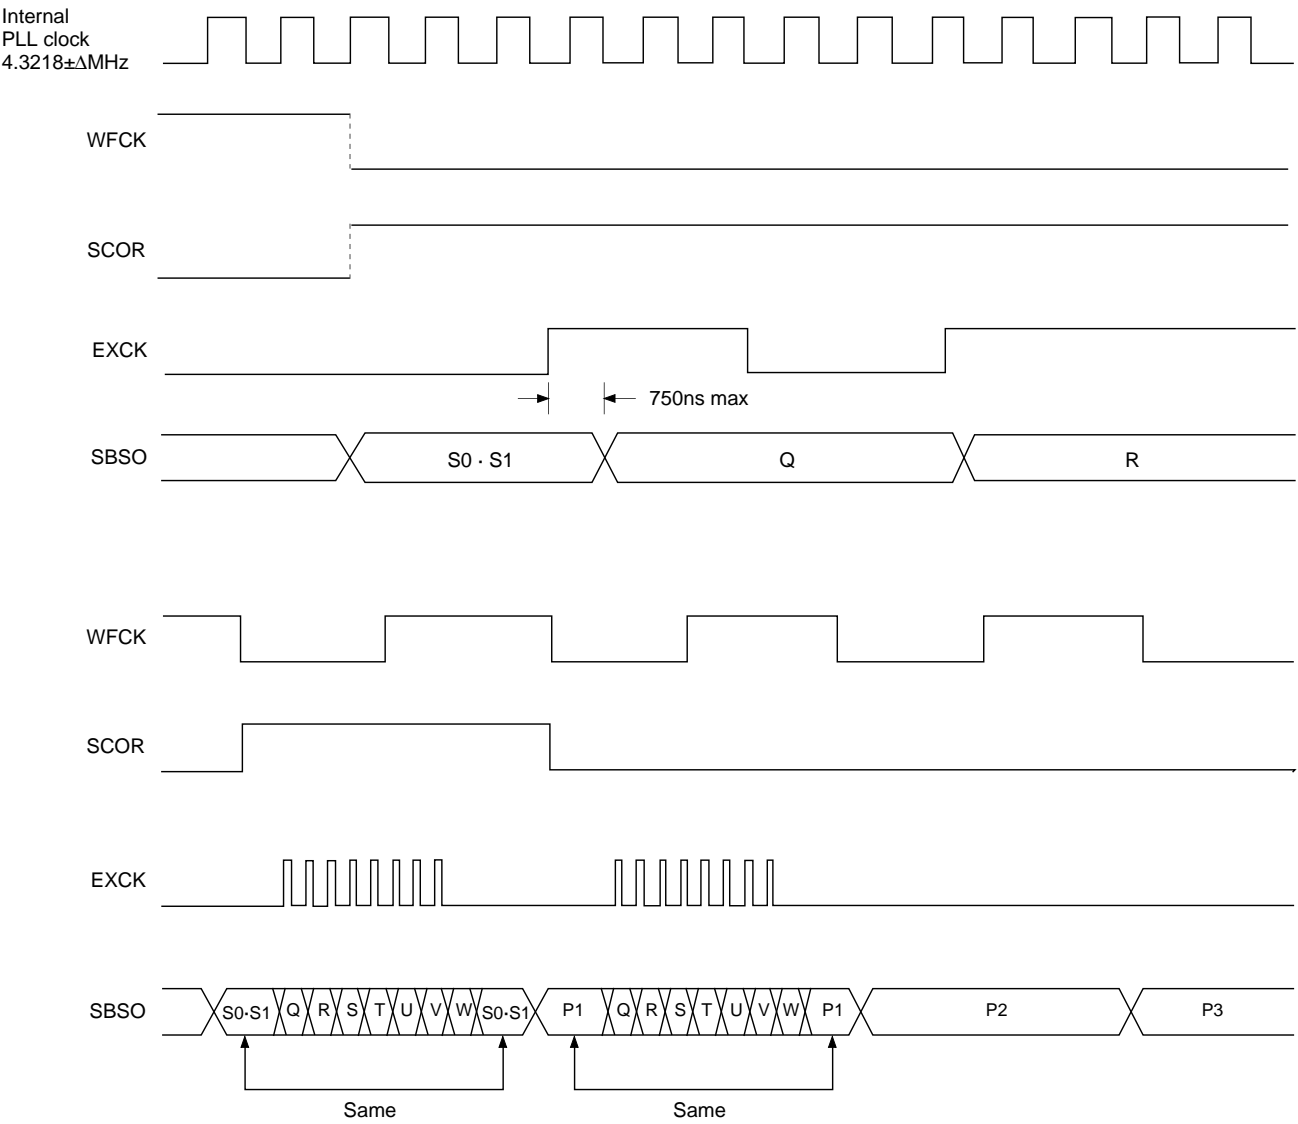 Internal
PLL clock
4.3218±ΔMHz
WFCK
SCOR
EXCK
750ns max
SBSO
S0 · S1
Q
R
WFCK
SCOR
EXCK
SBSO
S0·S1
Q
R
S
T
U
V
W
S0·S1
P1
Q
R
S
T
U
V
W
P1
P2
P3
Same
Same